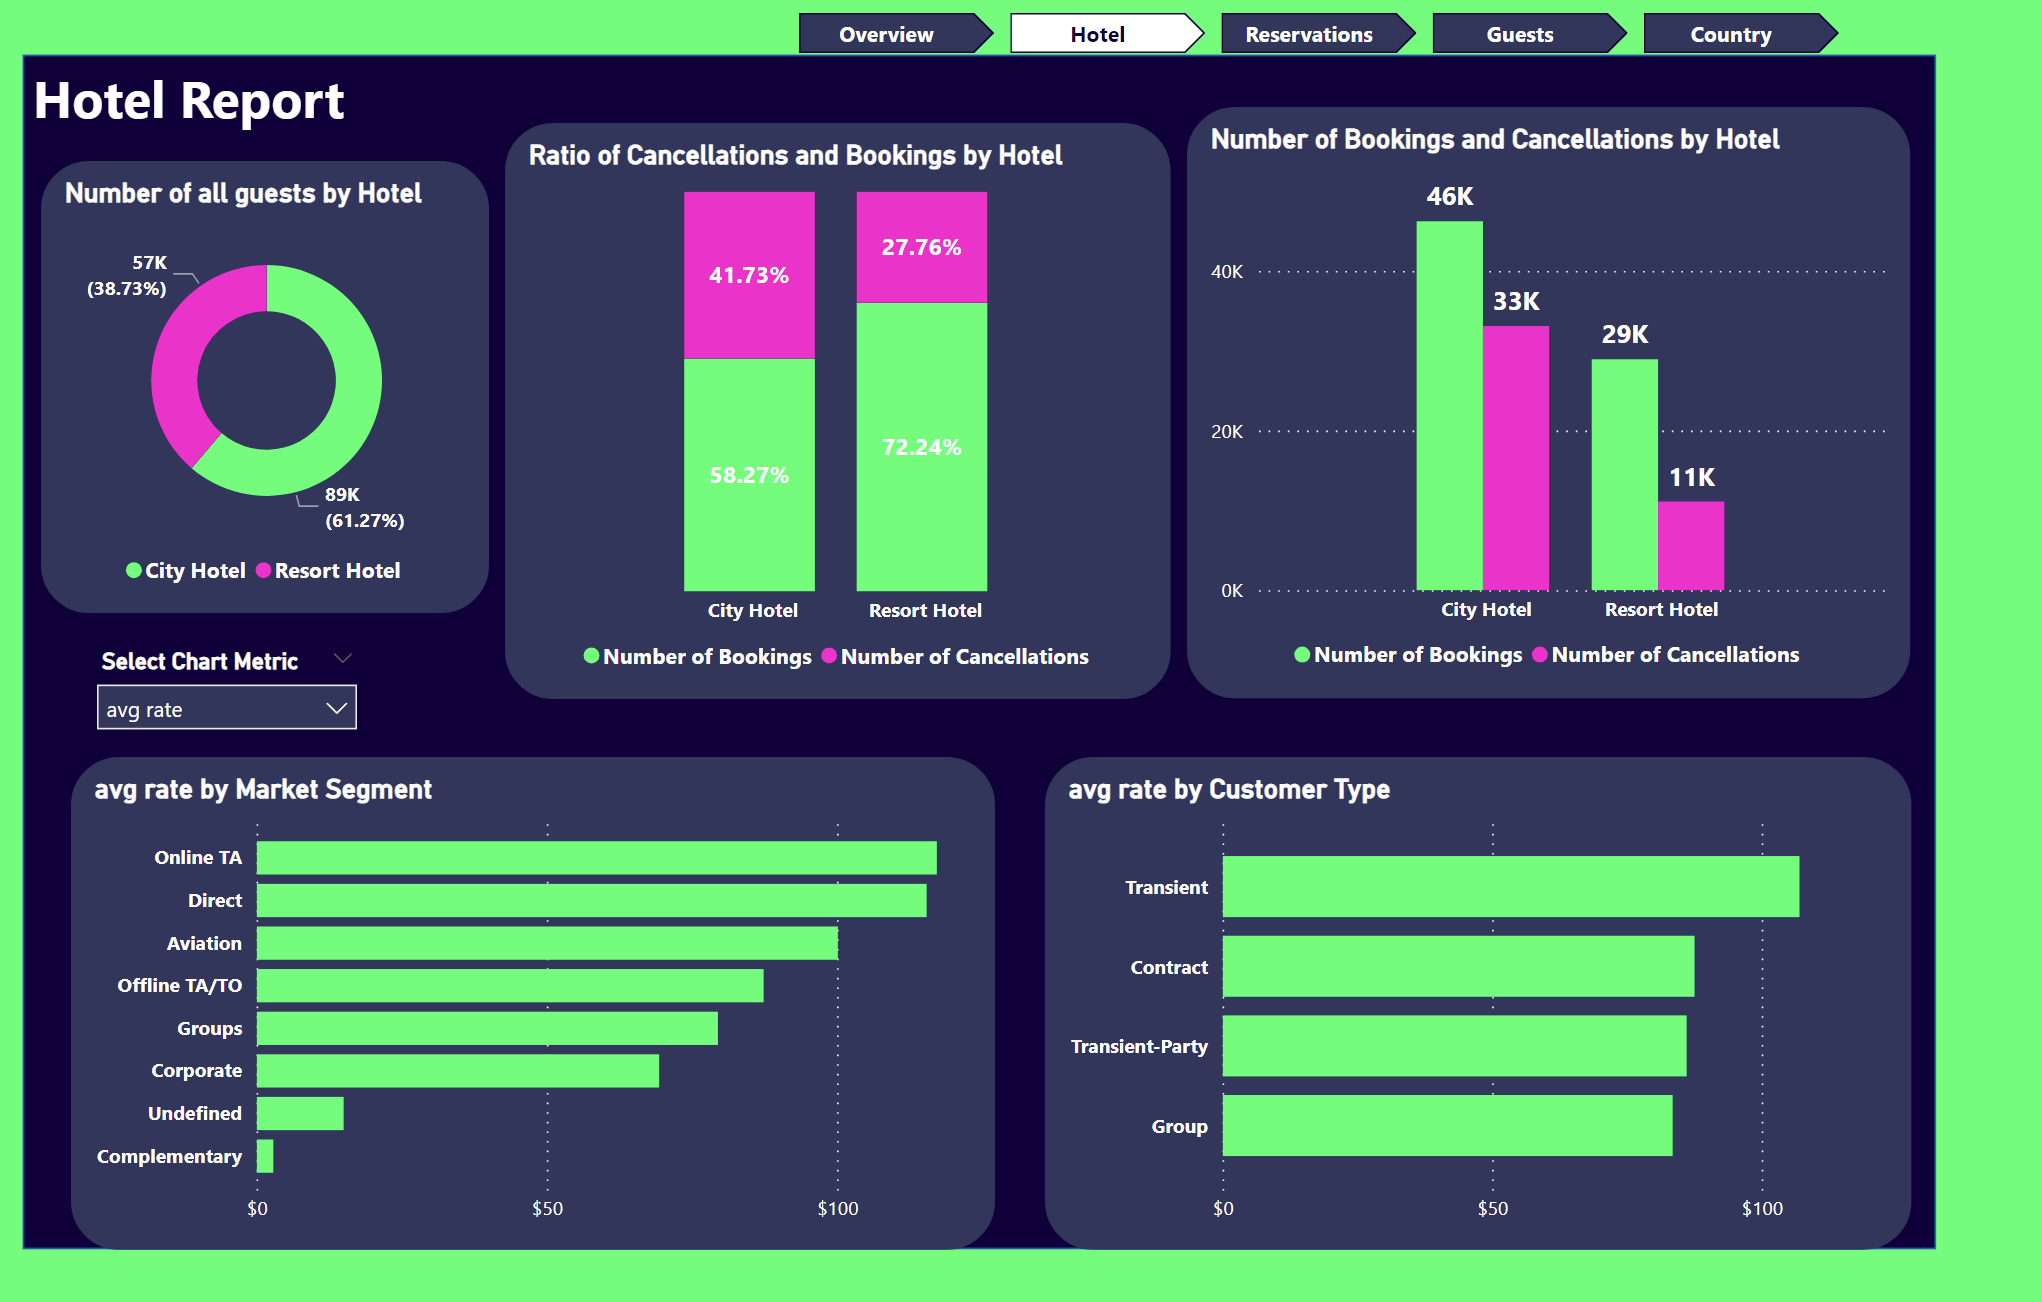 Overview
Hotel
Reservations
Guests
Country
Hotel Report
Number of all guests by Hotel
57K
(38.73%)
89K
(61.27%)
City Hotel Resort Hotel
Ratio of Cancellations and Bookings by Hotel
41.73%
27.76%
58.27%
72.24%
City Hotel Resort Hotel
Number of Bookings Number of Cancellations
Number of Bookings and Cancellations by Hotel
46K
33K
29K
11K
40K
20K
0K
City Hotel Resort Hotel
Number of Bookings Number of Cancellations
Select Chart Metric
avg rate
avg rate by Market Segment
Online TA
Direct
Aviation
Offline TA/TO
Groups
Corporate
Undefined
Complementary
$0 $50 $100
avg rate by Customer Type
Transient
Contract
Transient-Party
Group
$0 $50 $100